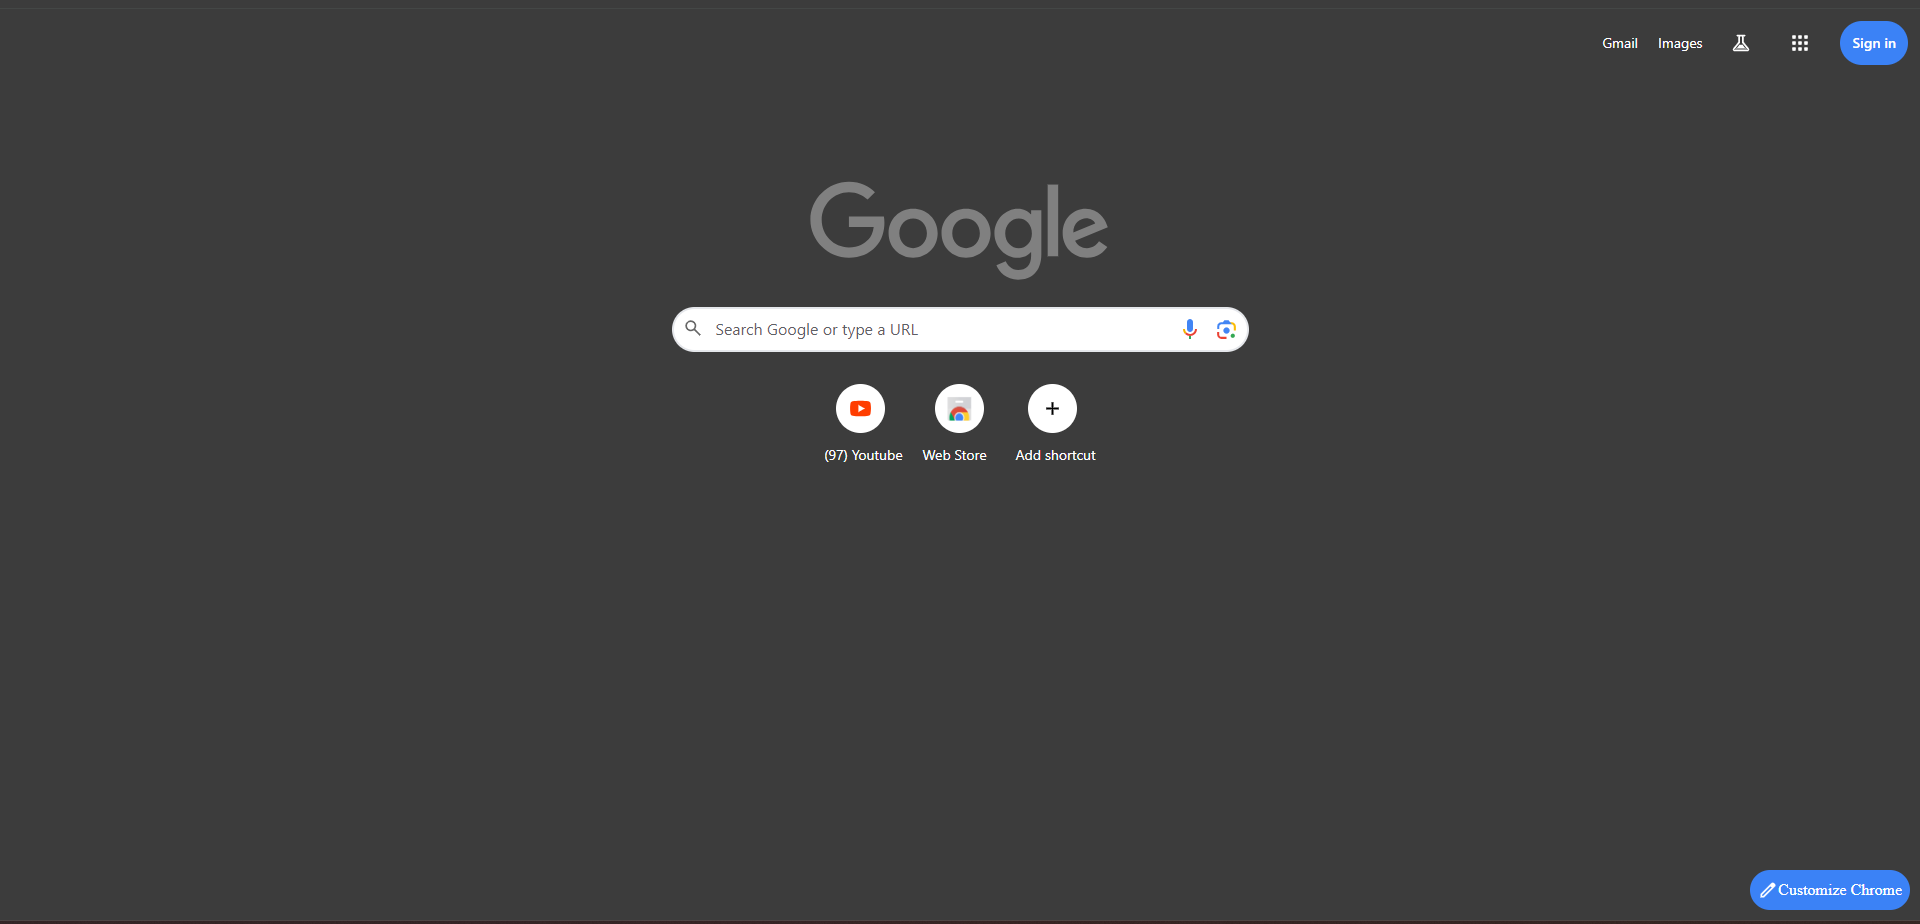 Gmail Images Sign in
Google
Search Google or type a URL
(97) Youtube Web Store Add shortcut
Customize Chrome